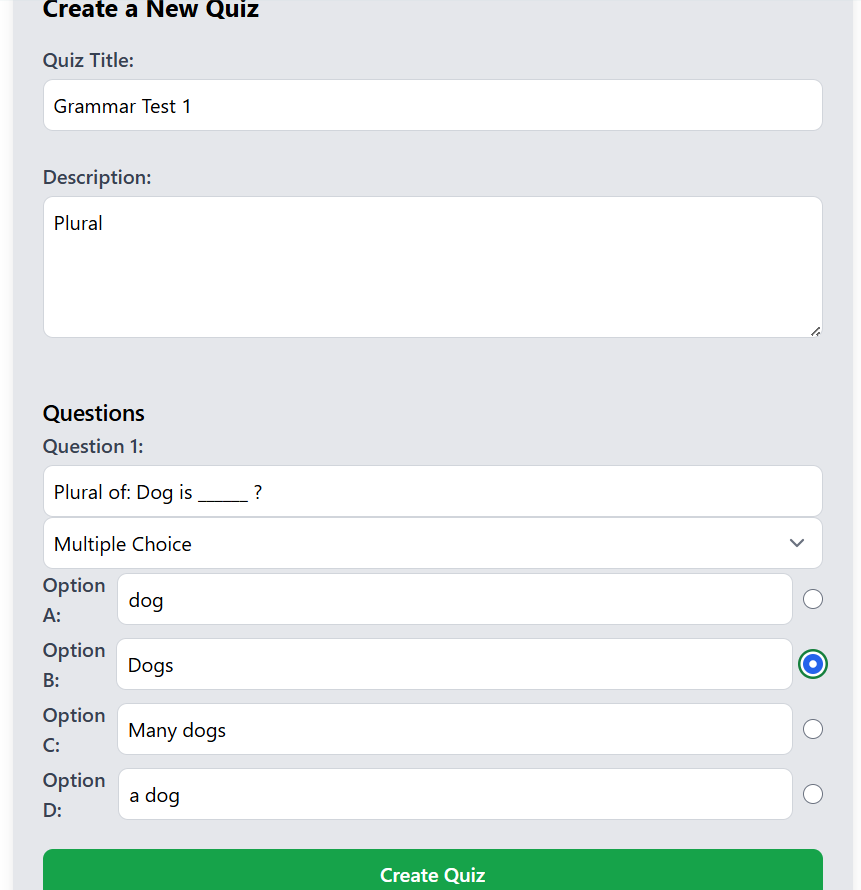 Create a New Quiz
Quiz Title:
Grammar Test 1
Description:
Plural
Questions
Question 1:
Plural of: Dog is _____ ?
Multiple Choice
Option
A:
dog
Option
B:
Dogs
Option
C:
Many dogs
Option
D:
a dog
Create Quiz